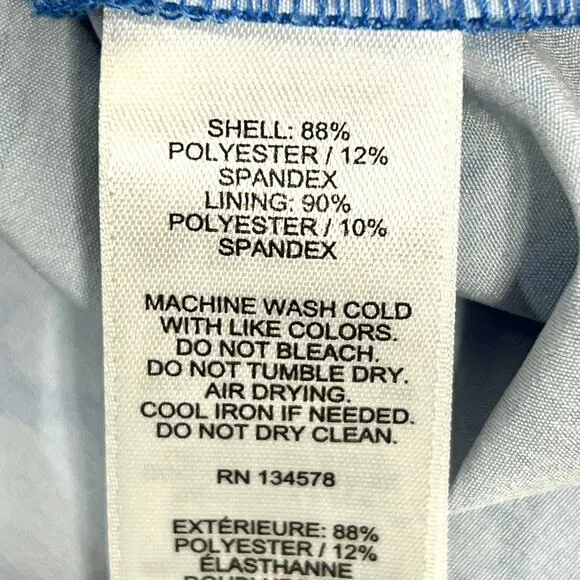 SHELL: 88%
POLYESTER / 12%
SPANDEX
LINING: 90%
POLYESTER / 10%
SPANDEX
MACHINE WASH COLD
WITH LIKE COLORS.
DO NOT BLEACH.
DO NOT TUMBLE DRY.
AIR DRYING.
COOL IRON IF NEEDED.
DO NOT DRY CLEAN.
RN 134578
EXTÉRIEURE: 88%
POLYESTER / 12%
ÉLASTHANNE